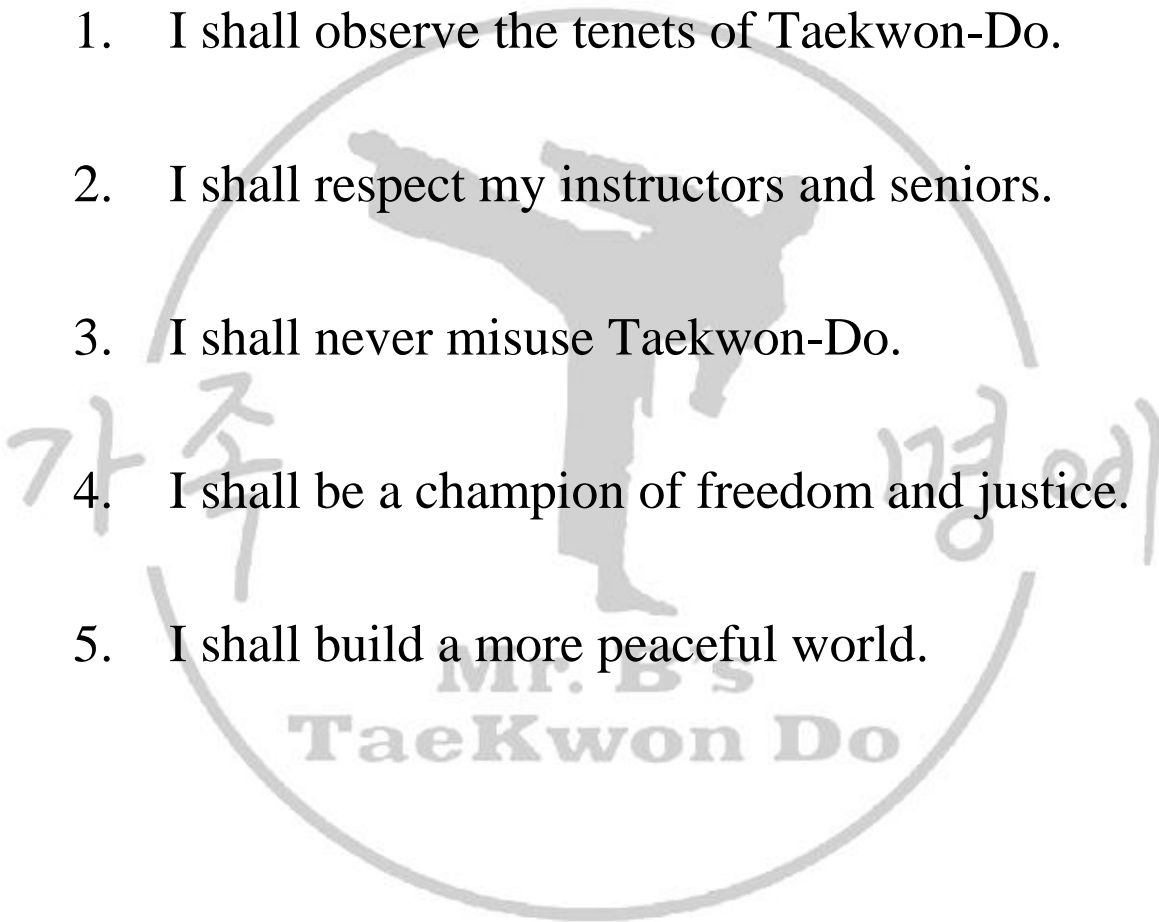 1. I shall observe the tenets of Taekwon-Do.
2. I shall respect my instructors and seniors.
3. I shall never misuse Taekwon-Do.
가족 명예
4. I shall be a champion of freedom and justice.
5. I shall build a more peaceful world.
Mr. B's
TaeKwon Do